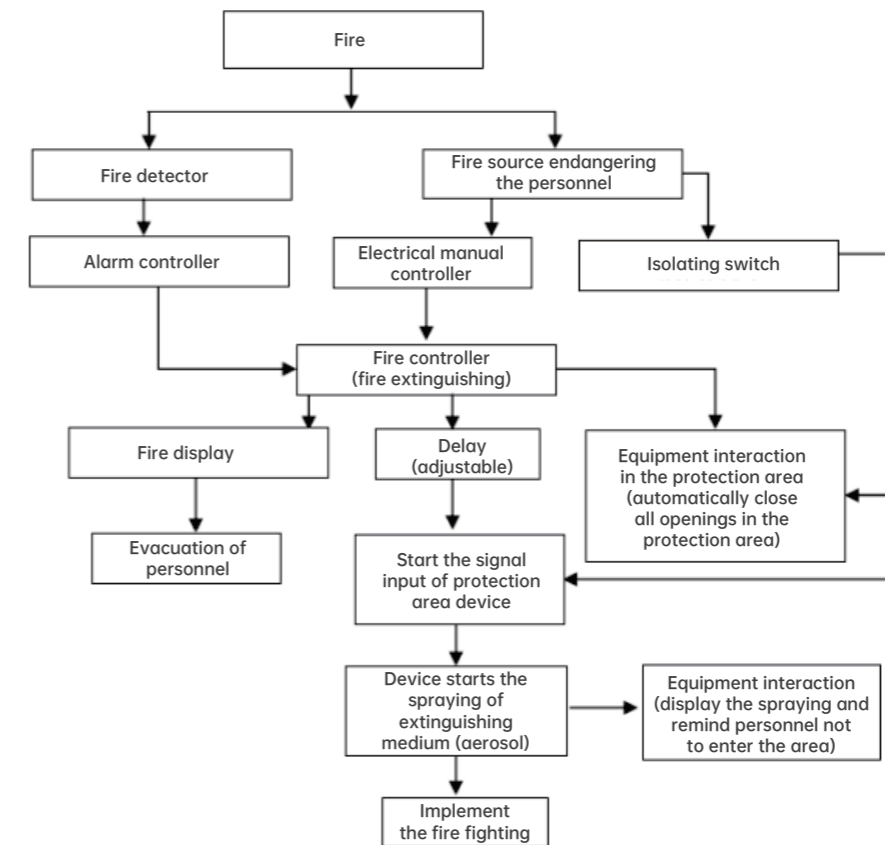 Fire
Fire detector
Fire source endangering
the personnel
Alarm controller
Electrical manual
controller
Isolating switch
Fire controller
(fire extinguishing)
Fire display
Delay
(adjustable)
Equipment interaction
in the protection area
(automatically close
all openings in the
protection area)
Evacuation of
personnel
Start the signal
input of protection
area device
Device starts the
spraying of
extinguishing
medium (aerosol)
Equipment interaction
(display the spraying and
remind personnel not
to enter the area)
Implement
the fire fighting